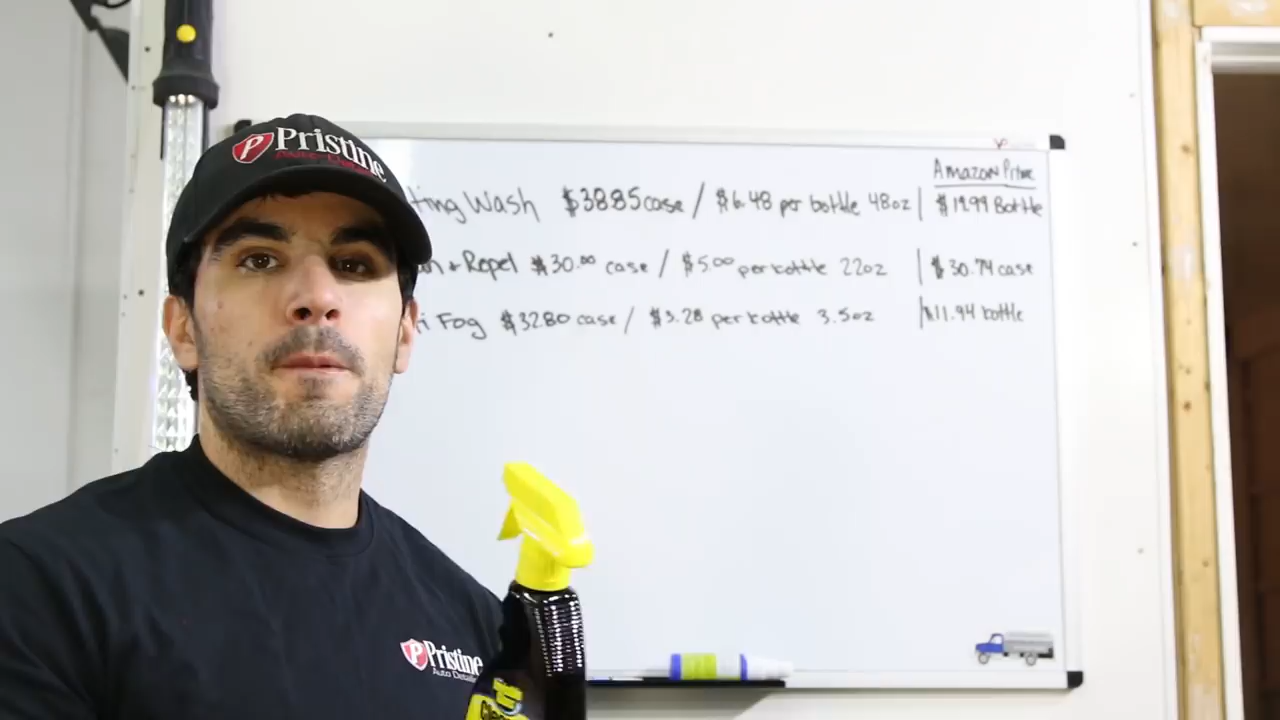 P Pristine
Amazon Prime
ting Wash $38.85 case / $6.48 per bottle 48oz | $19.99 Bottle
n + Repel $30.00 case / $5.00 per bottle 22oz | $30.74 case
i Fog $32.80 case / $3.28 per bottle 3.5oz | $11.94 bottle
P Pristine
Auto Detail